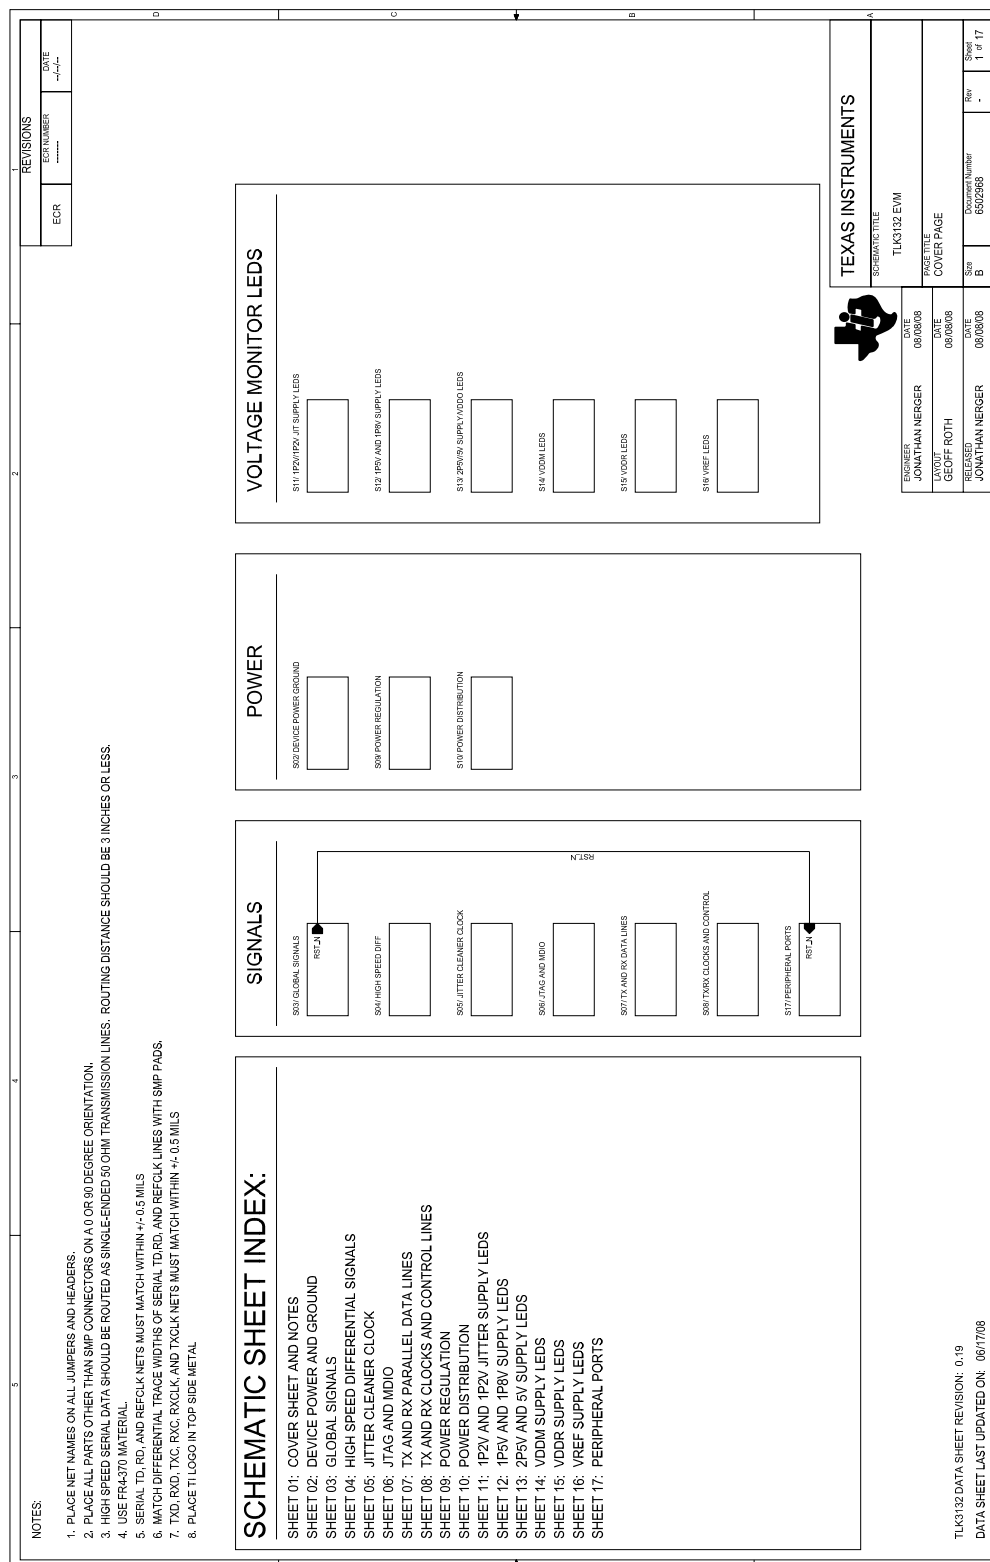 5
4
3
2
1
D
C
B
A
REVISIONS
ECR
ECR NUMBER
-------
DATE
--/--/--
NOTES:
1. PLACE NET NAMES ON ALL JUMPERS AND HEADERS.
2. PLACE ALL PARTS OTHER THAN SMP CONNECTORS ON A 0 OR 90 DEGREE ORIENTATION.
3. HIGH SPEED SERIAL DATA SHOULD BE ROUTED AS SINGLE-ENDED 50 OHM TRANSMISSION LINES. ROUTING DISTANCE SHOULD BE 3 INCHES OR LESS.
4. USE FR4-370 MATERIAL
5. SERIAL TD, RD, AND REFCLK NETS MUST MATCH WITHIN +/- 0.5 MILS
6. MATCH DIFFERENTIAL TRACE WIDTHS OF SERIAL TD,RD, AND REFCLK LINES WITH SMP PADS.
7. TXD, RXD, TXC, RXC, RXCLK, AND TXCLK NETS MUST MATCH WITHIN +/- 0.5 MILS
8. PLACE TI LOGO IN TOP SIDE METAL
SCHEMATIC SHEET INDEX:
SHEET 01: COVER SHEET AND NOTES
SHEET 02: DEVICE POWER AND GROUND
SHEET 03: GLOBAL SIGNALS
SHEET 04: HIGH SPEED DIFFERENTIAL SIGNALS
SHEET 05: JITTER CLEANER CLOCK
SHEET 06: JTAG AND MDIO
SHEET 07: TX AND RX PARALLEL DATA LINES
SHEET 08: TX AND RX CLOCKS AND CONTROL LINES
SHEET 09: POWER REGULATION
SHEET 10: POWER DISTRIBUTION
SHEET 11: 1P2V AND 1P2V JITTER SUPPLY LEDS
SHEET 12: 1P5V AND 1P8V SUPPLY LEDS
SHEET 13: 2P5V AND 5V SUPPLY LEDS
SHEET 14: VDDM SUPPLY LEDS
SHEET 15: VDDR SUPPLY LEDS
SHEET 16: VREF SUPPLY LEDS
SHEET 17: PERIPHERAL PORTS
SIGNALS
S03/ GLOBAL SIGNALS
RST_N
RST_N
S04/ HIGH SPEED DIFF
S05/ JITTER CLEANER CLOCK
S06/ JTAG AND MDIO
S07/ TX AND RX DATA LINES
S08/ TX/RX CLOCKS AND CONTROL
S17/ PERIPHERAL PORTS
RST_N
POWER
S02/ DEVICE POWER GROUND
S09/ POWER REGULATION
S10/ POWER DISTRIBUTION
VOLTAGE MONITOR LEDS
S11/ 1P2V/1P2V JIT SUPPLY LEDS
S12/ 1P5V AND 1P8V SUPPLY LEDS
S13/ 2P5V/5V SUPPLY/VDDO LEDS
S14/ VDDM LEDS
S15/ VDDR LEDS
S16/ VREF LEDS
TLK3132 DATA SHEET REVISION: 0.19
DATA SHEET LAST UPDATED ON: 06/17/08
TEXAS INSTRUMENTS
SCHEMATIC TITLE
TLK3132 EVM
PAGE TITLE
COVER PAGE
ENGINEER
JONATHAN NERGER
DATE
08/08/08
LAYOUT
GEOFF ROTH
DATE
08/08/08
RELEASED
JONATHAN NERGER
DATE
08/08/08
Size
B
Document Number
6502968
Rev
-
Sheet
1 of 17